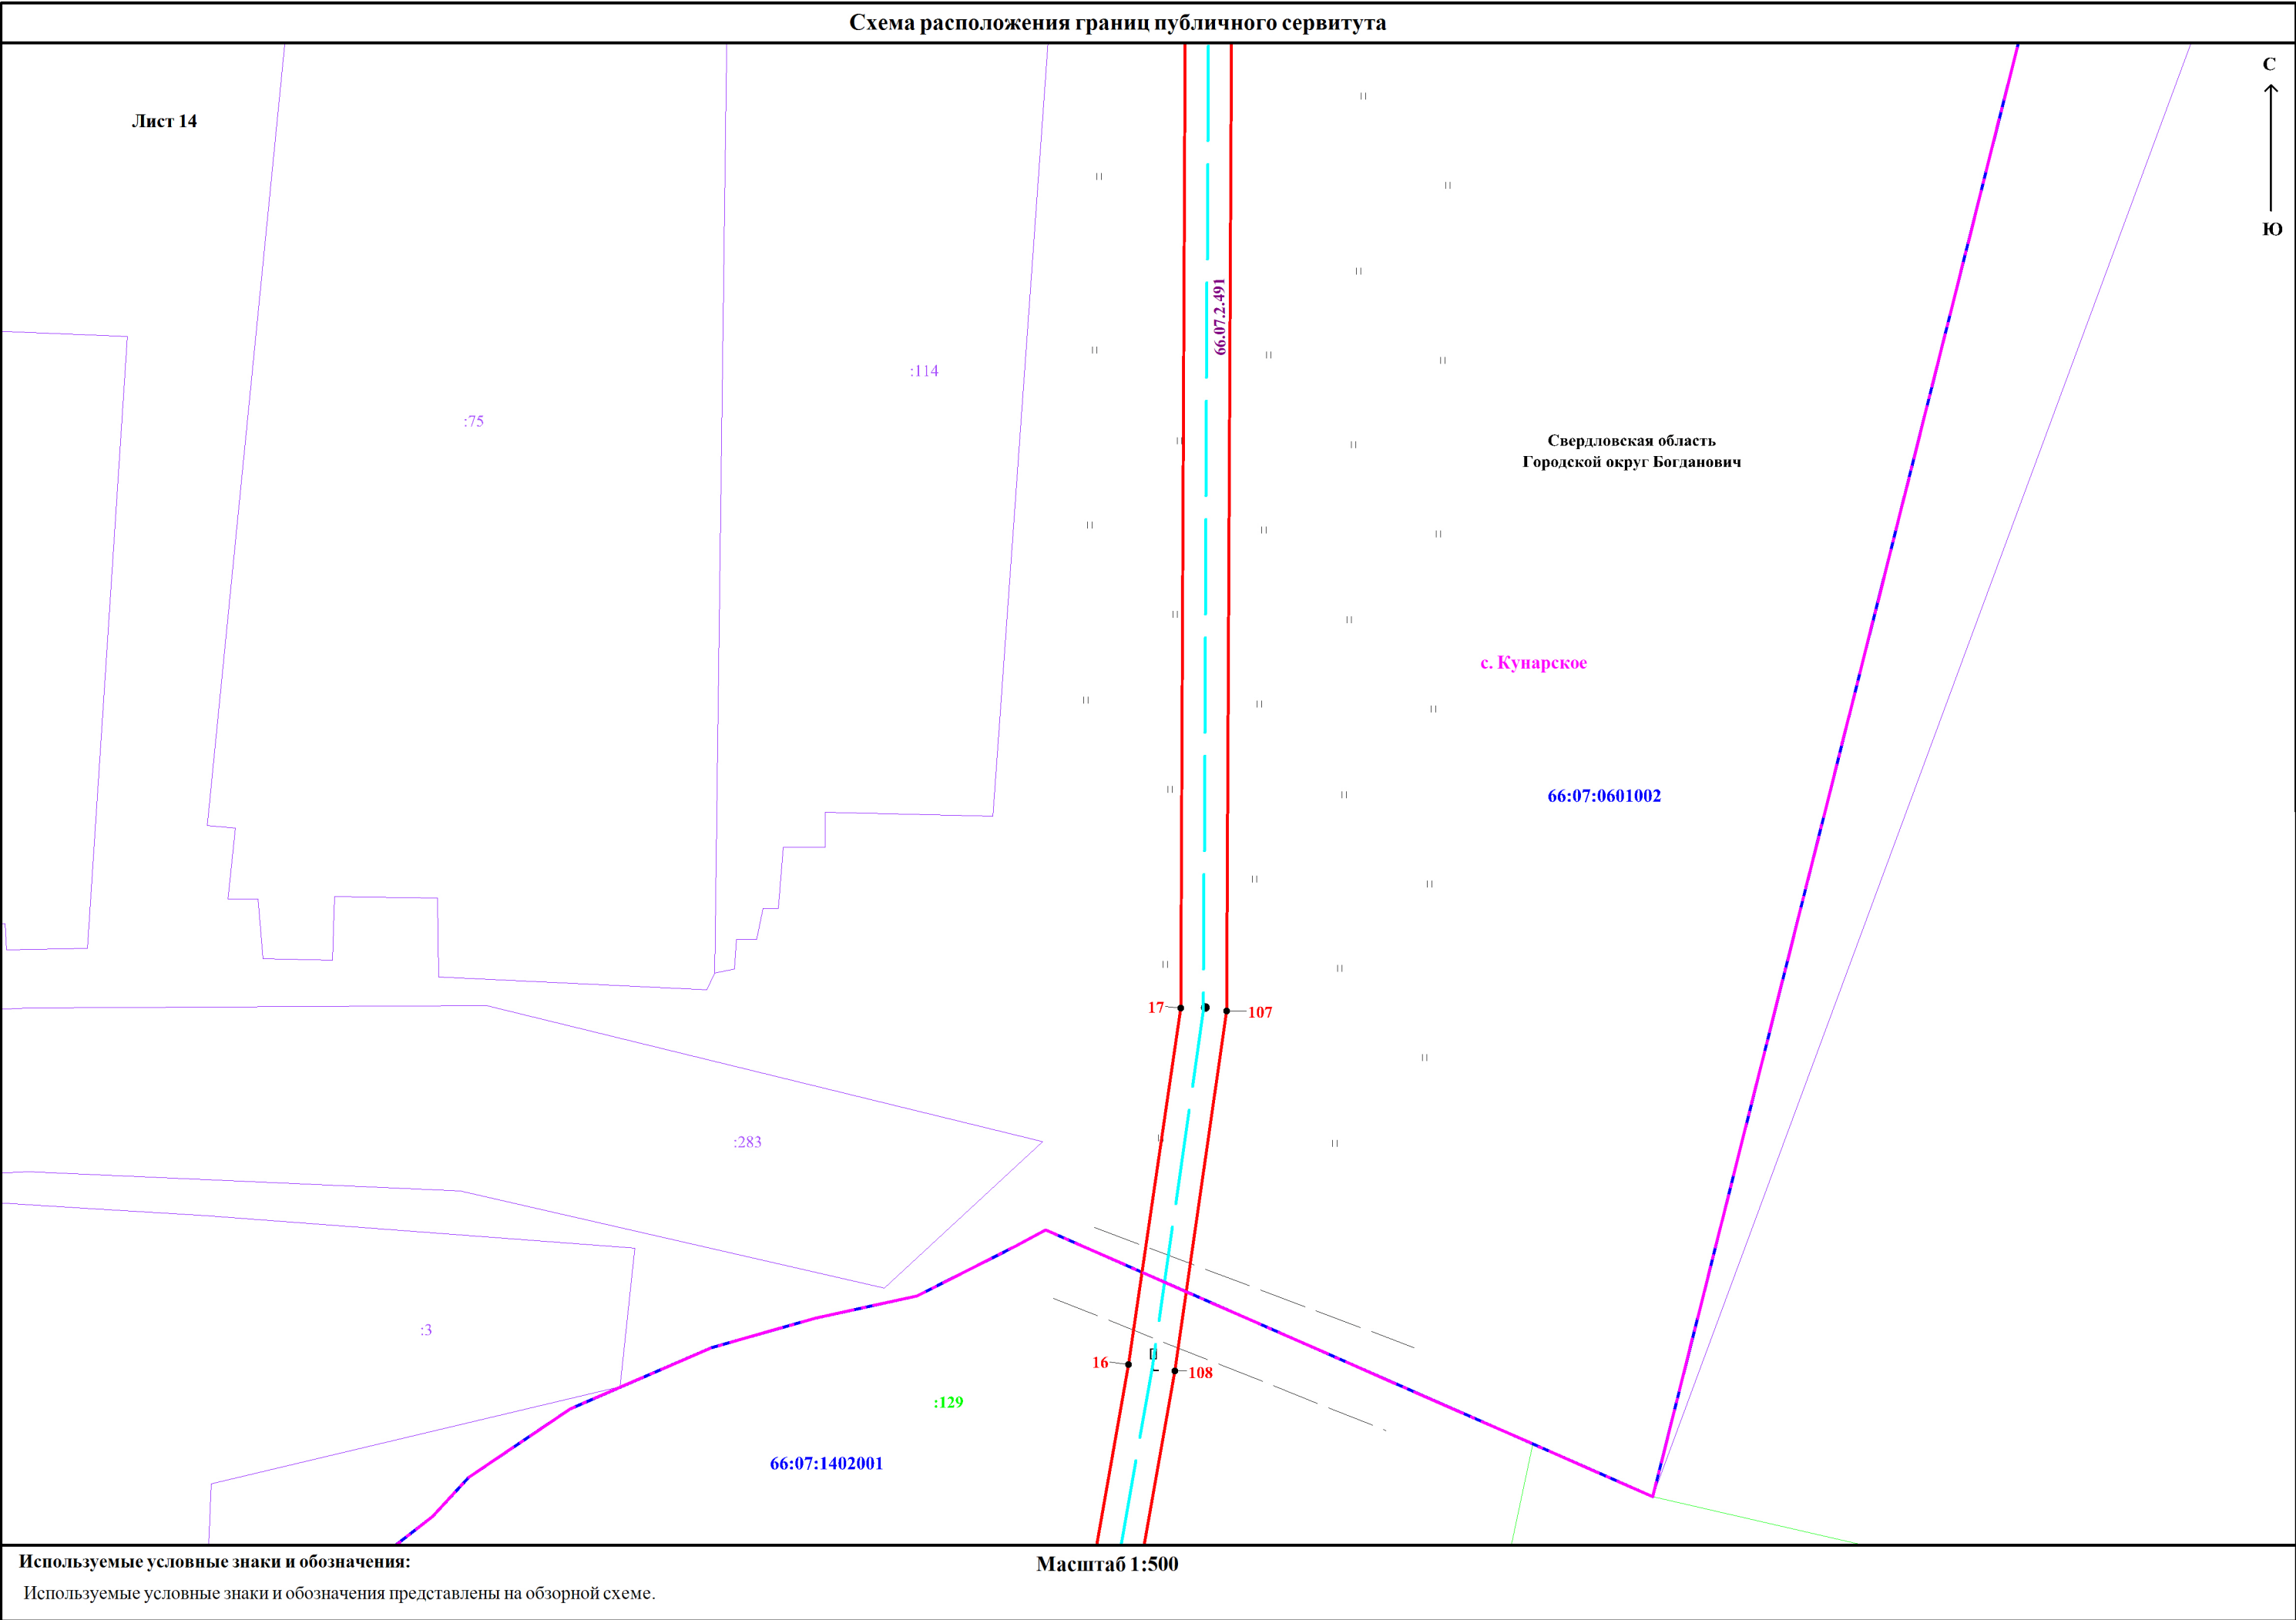 Схема расположения границ публичного сервитута
С
Лист 14
Ю
66.07.2.491
:114
:75
Свердловская область
Городской округ Богданович
с. Кунарское
66:07:0601002
17
107
:283
:3
16
108
:129
66:07:1402001
Используемые условные знаки и обозначения:
Масштаб 1:500
Используемые условные знаки и обозначения представлены на обзорной схеме.